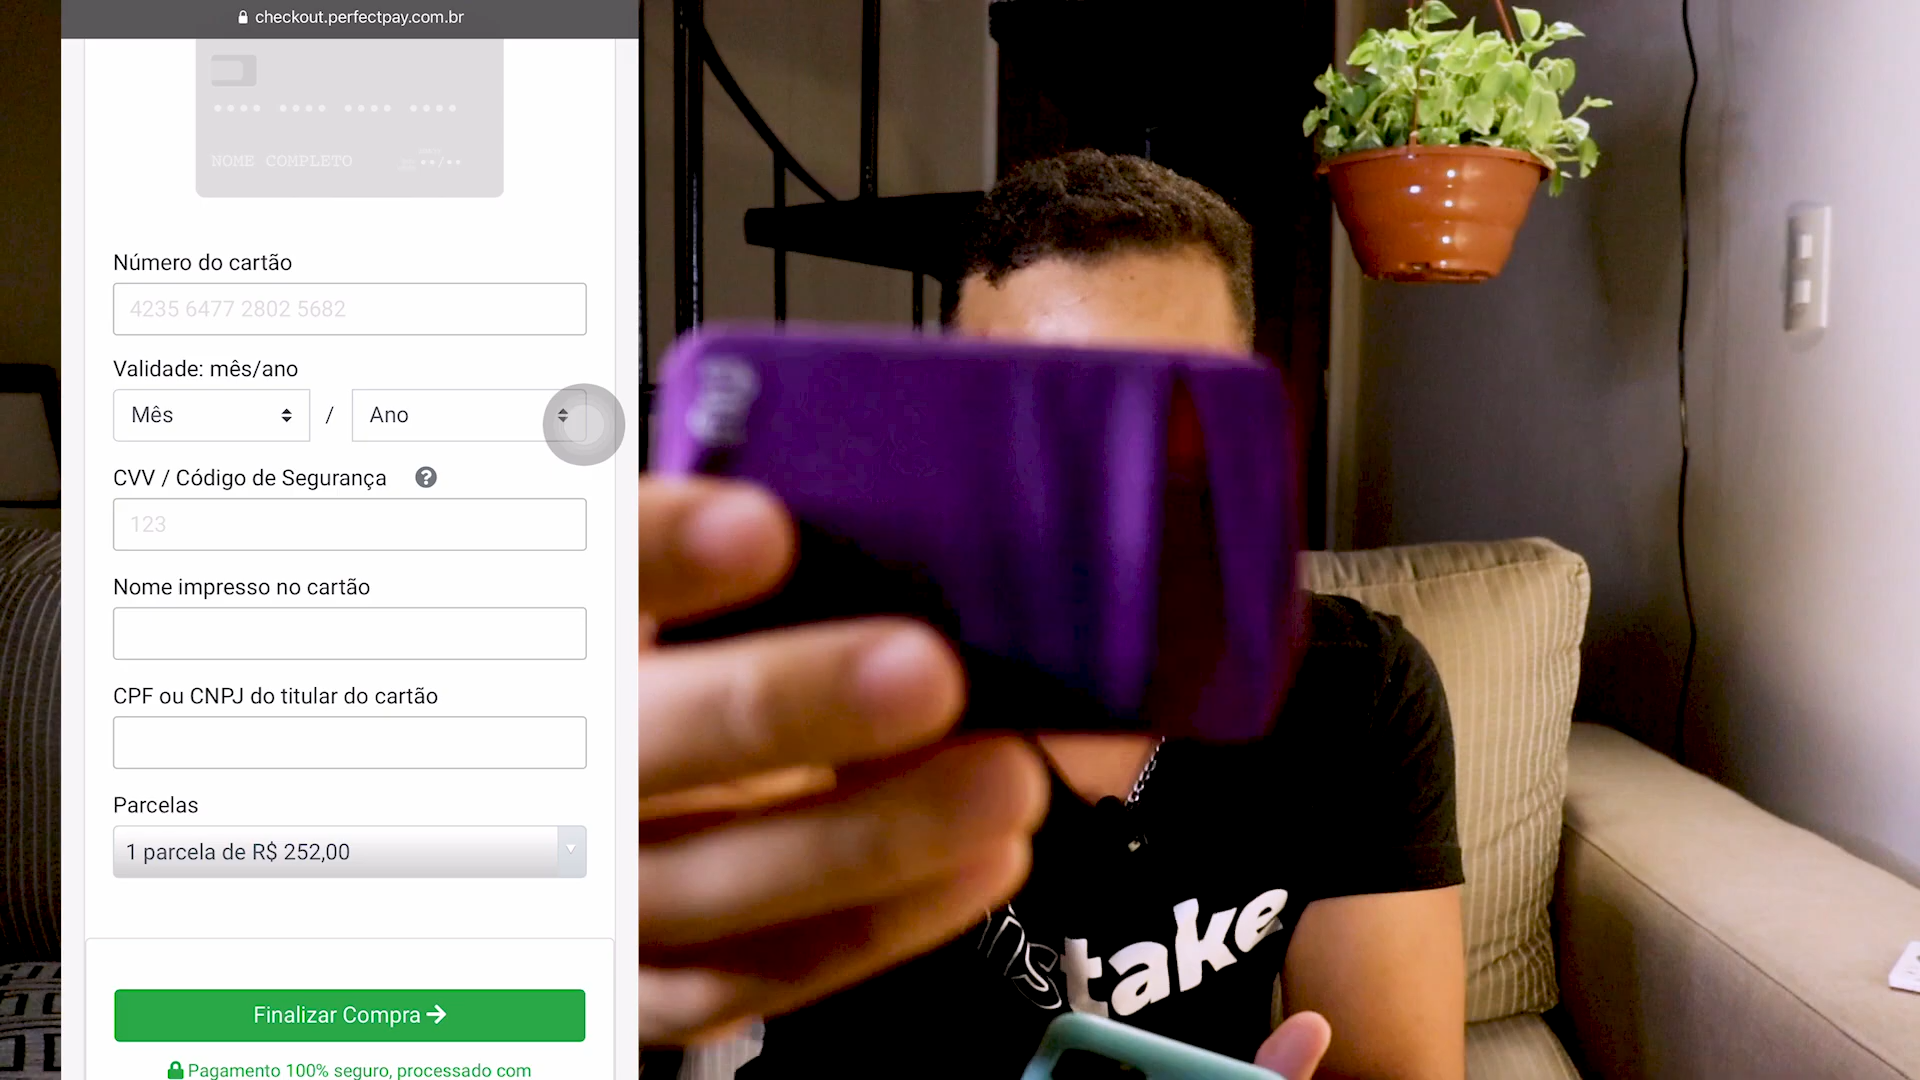 checkout.perfectpay.com.br
NOME COMPLETO
Número do cartão
4235 6477 2802 5682
Validade: mês/ano
Mês / Ano
CVV / Código de Segurança ?
123
Nome impresso no cartão
CPF ou CNPJ do titular do cartão
Parcelas
1 parcela de R$ 252,00
Finalizar Compra →
Pagamento 100% seguro, processado com
take